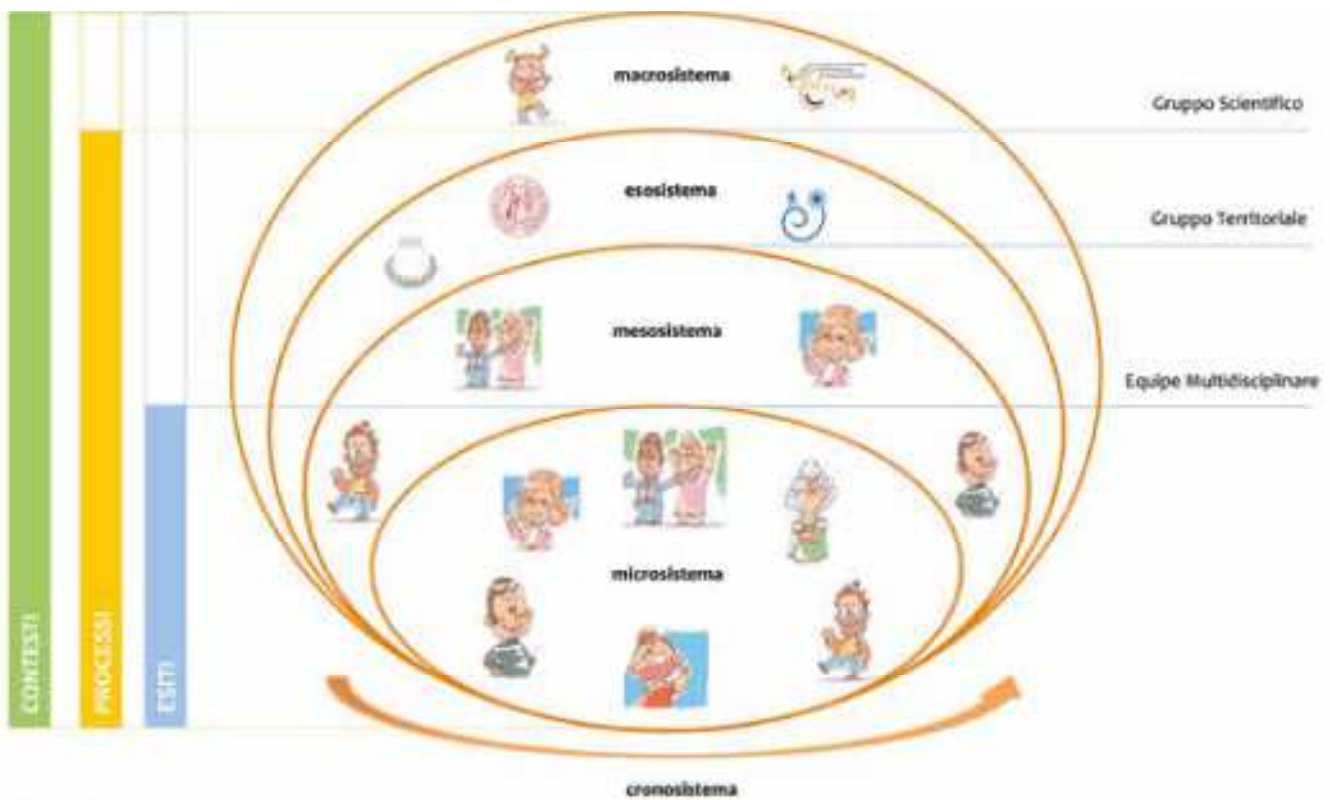 macrosistema
Gruppo Scientifico
esosistema
Gruppo Territoriale
mesosistema
Equipe Multidisciplinare
microsistema
CONTESTI
PROCESSI
ESITI
cronosistema